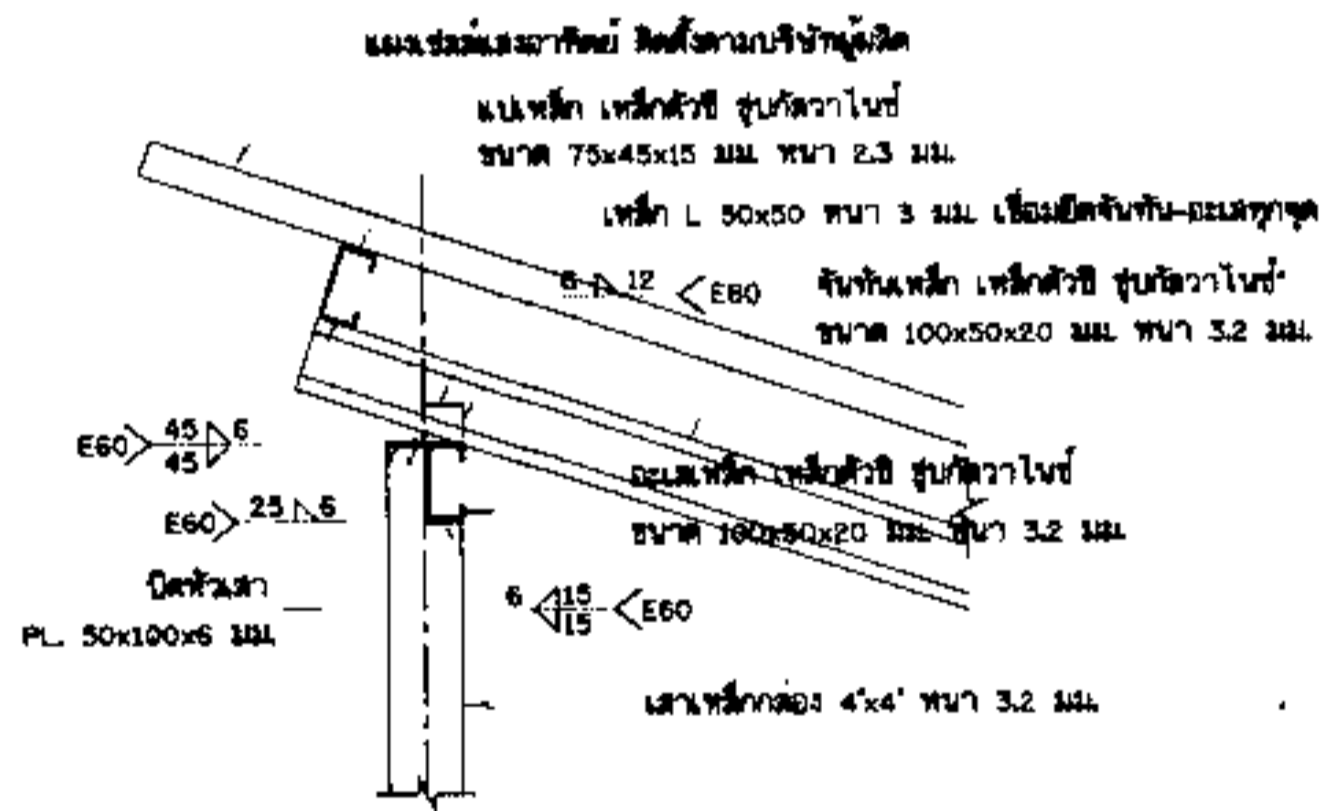 แผงเซลล์แสงอาทิตย์ ติดตั้งตามบริษัทผู้ผลิต
แปเหล็ก เหล็กตัวซี ชุบกัลวาไนซ์
ขนาด 75x45x15 มม. หนา 2.3 มม.
เหล็ก L 50x50 หนา 3 มม. เชื่อมยึดจันทัน-อะเสทุกจุด
6 12 E60
จันทันเหล็ก เหล็กตัวซี ชุบกัลวาไนซ์
ขนาด 100x50x20 มม. หนา 3.2 มม.
E60 45 6
45
อะเสเหล็ก เหล็กตัวซี ชุบกัลวาไนซ์
ขนาด 100x50x20 มม. หนา 3.2 มม.
E60 25 6
ปิดหัวเสา
PL. 50x100x6 มม.
6 15 E60
15
เสาเหล็กกล่อง 4"x4" หนา 3.2 มม.